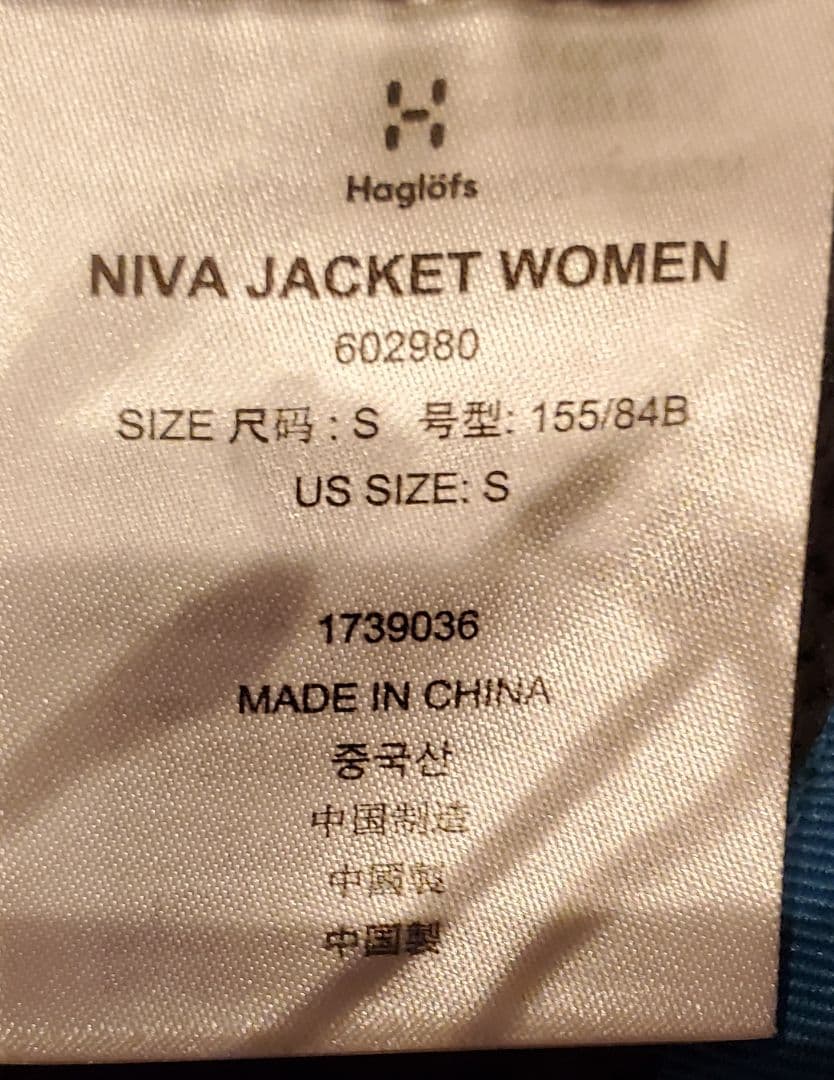 Haglöfs
NIVA JACKET WOMEN
602980
SIZE 尺码 : S 号型: 155/84B
US SIZE: S
1739036
MADE IN CHINA
중국산
中国制造
中國製
中国製